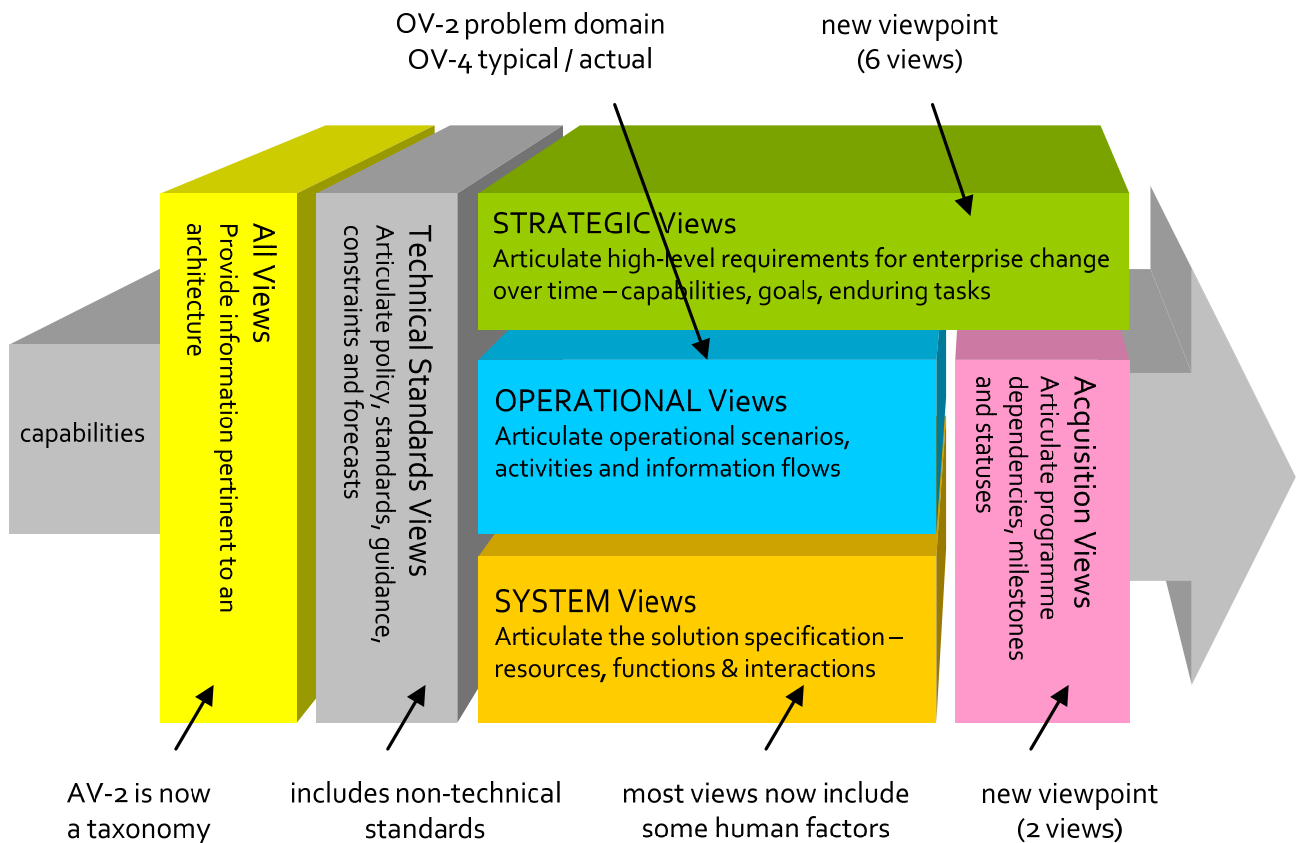 OV-2 problem domain
OV-4 typical / actual
new viewpoint
(6 views)
capabilities
All Views
Provide information pertinent to an
architecture
Technical Standards Views
Articulate policy, standards, guidance,
constraints and forecasts
STRATEGIC Views
Articulate high-level requirements for enterprise change
over time – capabilities, goals, enduring tasks
OPERATIONAL Views
Articulate operational scenarios,
activities and information flows
SYSTEM Views
Articulate the solution specification –
resources, functions & interactions
Acquisition Views
Articulate programme
dependencies, milestones
and statuses
AV-2 is now
a taxonomy
includes non-technical
standards
most views now include
some human factors
new viewpoint
(2 views)